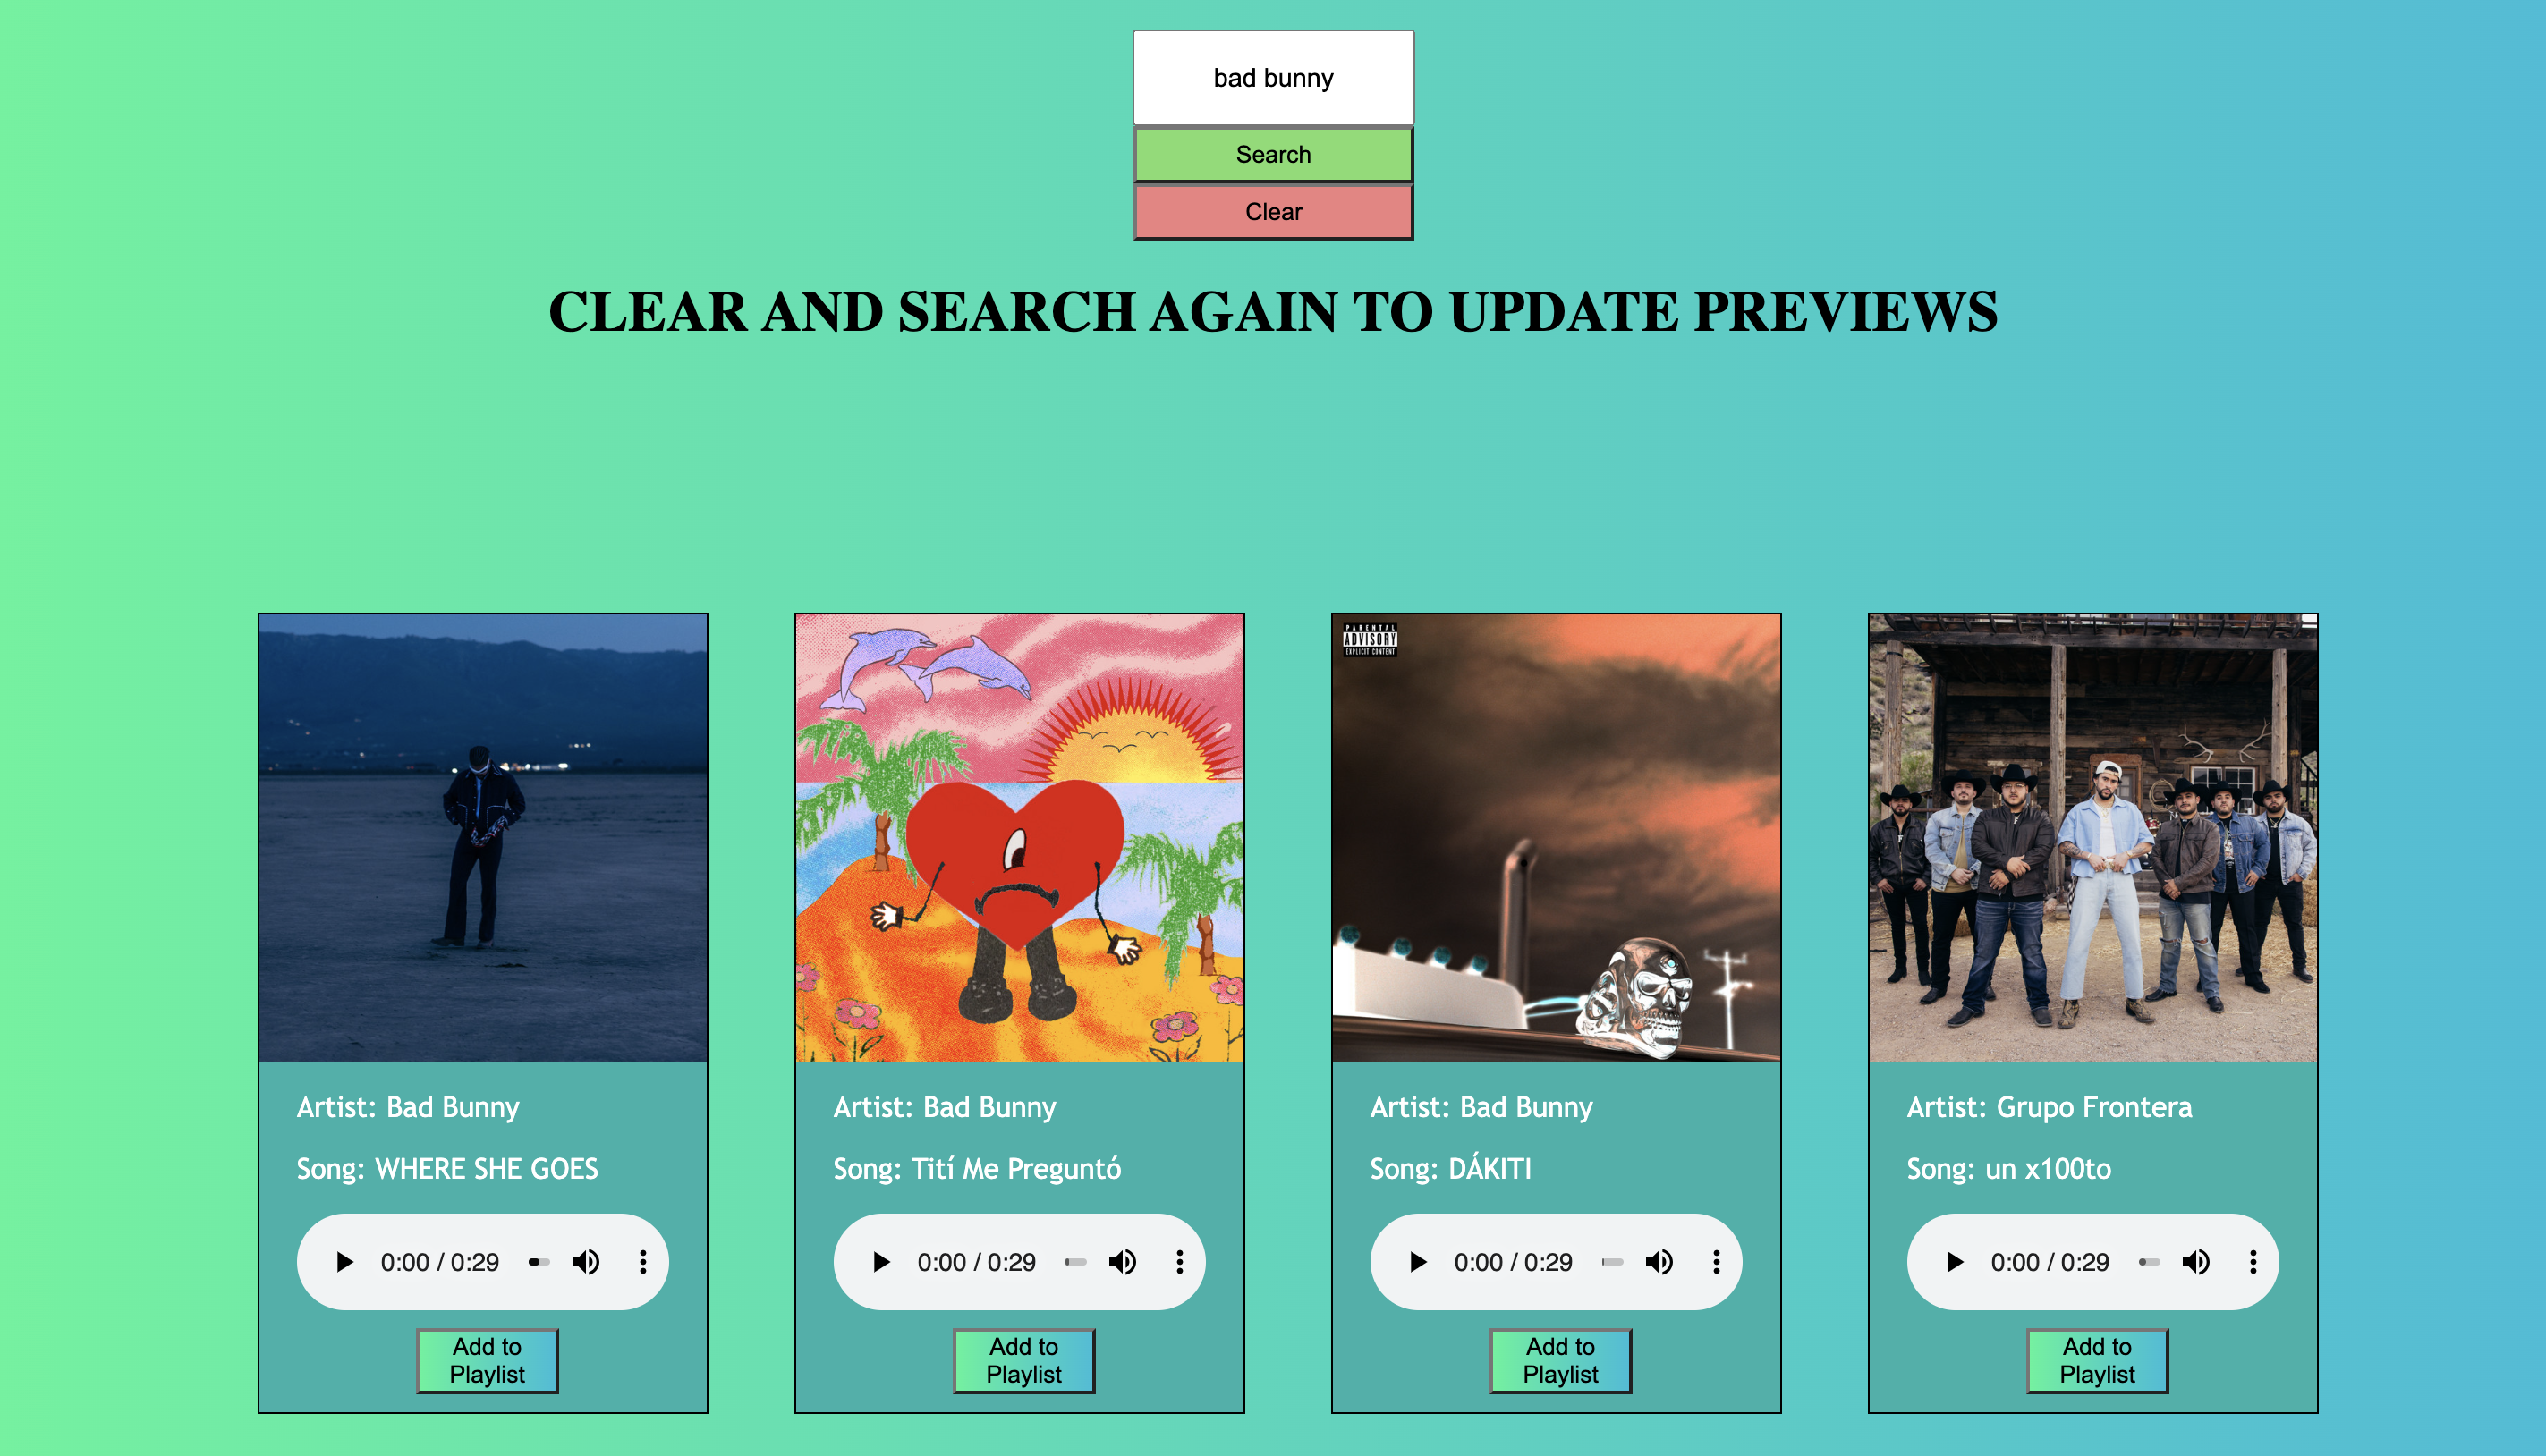 bad bunny
Search
Clear
CLEAR AND SEARCH AGAIN TO UPDATE PREVIEWS
PARENTAL
ADVISORY
EXPLICIT CONTENT
Artist: Bad Bunny
Song: WHERE SHE GOES
0:00 / 0:29
Add to
Playlist
Artist: Bad Bunny
Song: Tití Me Preguntó
0:00 / 0:29
Add to
Playlist
Artist: Bad Bunny
Song: DÁKITI
0:00 / 0:29
Add to
Playlist
Artist: Grupo Frontera
Song: un x100to
0:00 / 0:29
Add to
Playlist